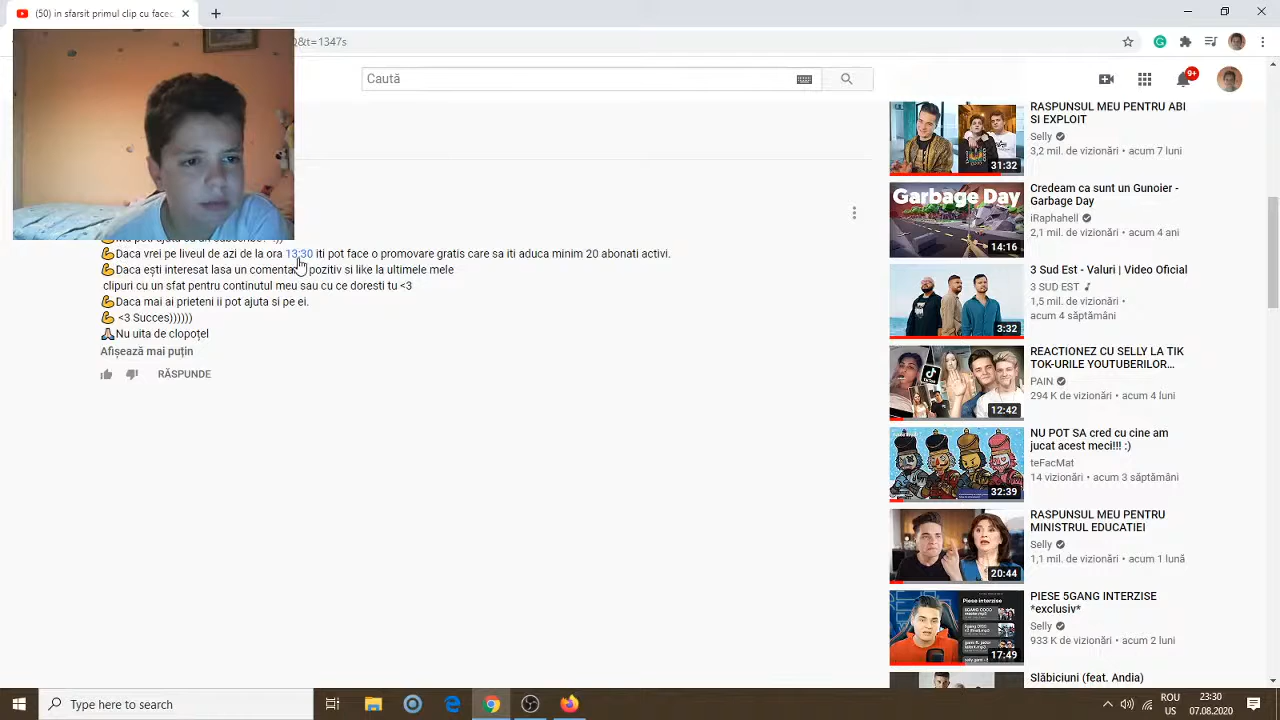 (50) in sfarsit primul clip cu facec
Q&t=1347s
Caută
9+
RASPUNSUL MEU PENTRU ABI
SI EXPLOIT
Selly
3,2 mil. de vizionări • acum 7 luni
31:32
Garbage Day
Credeam ca sunt un Gunoier -
Garbage Day
iRaphahell
2,1 mil. de vizionări • acum 4 ani
14:16
💪Daca vrei pe liveul de azi de la ora 13:30 iti pot face o promovare gratis care sa iti aduca minim 20 abonati activi.
💪Daca ești interesat lasa un comentariu pozitiv si like la ultimele mele
clipuri cu un sfat pentru continutul meu sau cu ce doresti tu <3
💪Daca mai ai prieteni ii pot ajuta si pe ei.
💪 <3 Succes))))))
🙏Nu uita de clopoțel
Afișează mai puțin
RĂSPUNDE
3 Sud Est - Valuri | Video Oficial
3 SUD EST
1,5 mil. de vizionări •
acum 4 săptămâni
3:32
REACTIONEZ CU SELLY LA TIK
TOK-URILE YOUTUBERILOR...
PAIN
294 K de vizionări • acum 4 luni
TikTok
12:42
NU POT SA cred cu cine am
jucat acest meci!!! :)
teFacMat
14 vizionări • acum 3 săptămâni
32:39
RASPUNSUL MEU PENTRU
MINISTRUL EDUCATIEI
Selly
1,1 mil. de vizionări • acum 1 lună
20:44
Piese interzise
PIESE 5GANG INTERZISE
*exclusiv*
Selly
933 K de vizionări • acum 2 luni
17:49
Slăbiciuni (feat. Andia)
Type here to search
ROU
US
23:30
07.08.2020